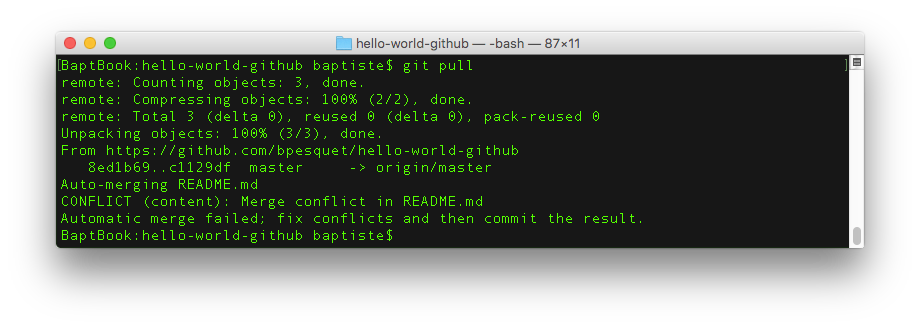 hello-world-github — -bash — 87×11
[BaptBook:hello-world-github baptiste$ git pull ]
remote: Counting objects: 3, done.
remote: Compressing objects: 100% (2/2), done.
remote: Total 3 (delta 0), reused 0 (delta 0), pack-reused 0
Unpacking objects: 100% (3/3), done.
From https://github.com/bpesquet/hello-world-github
   8ed1b69..c1129df  master     -> origin/master
Auto-merging README.md
CONFLICT (content): Merge conflict in README.md
Automatic merge failed; fix conflicts and then commit the result.
BaptBook:hello-world-github baptiste$